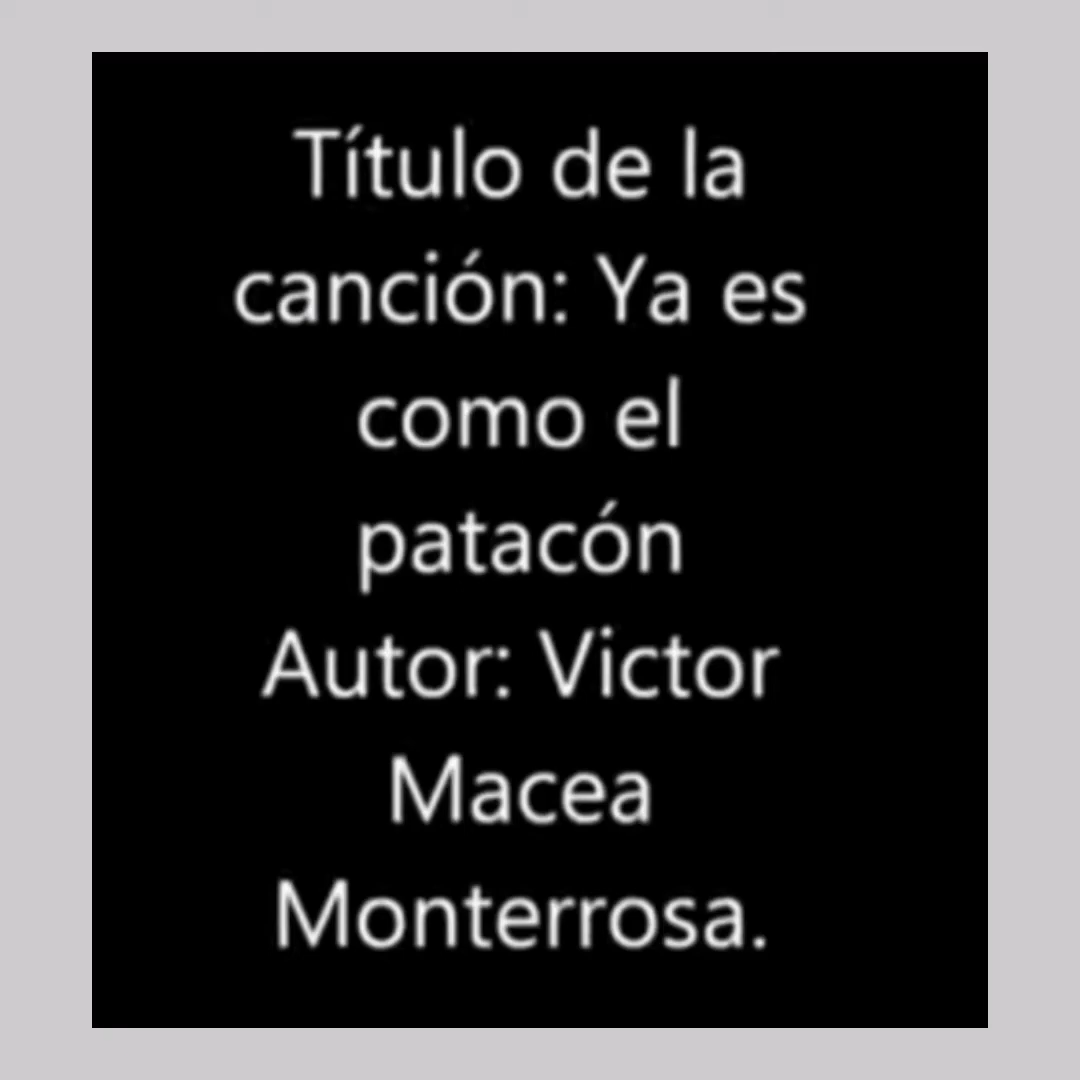 Título de la
canción: Ya es
como el
patacón
Autor: Victor
Macea
Monterrosa.